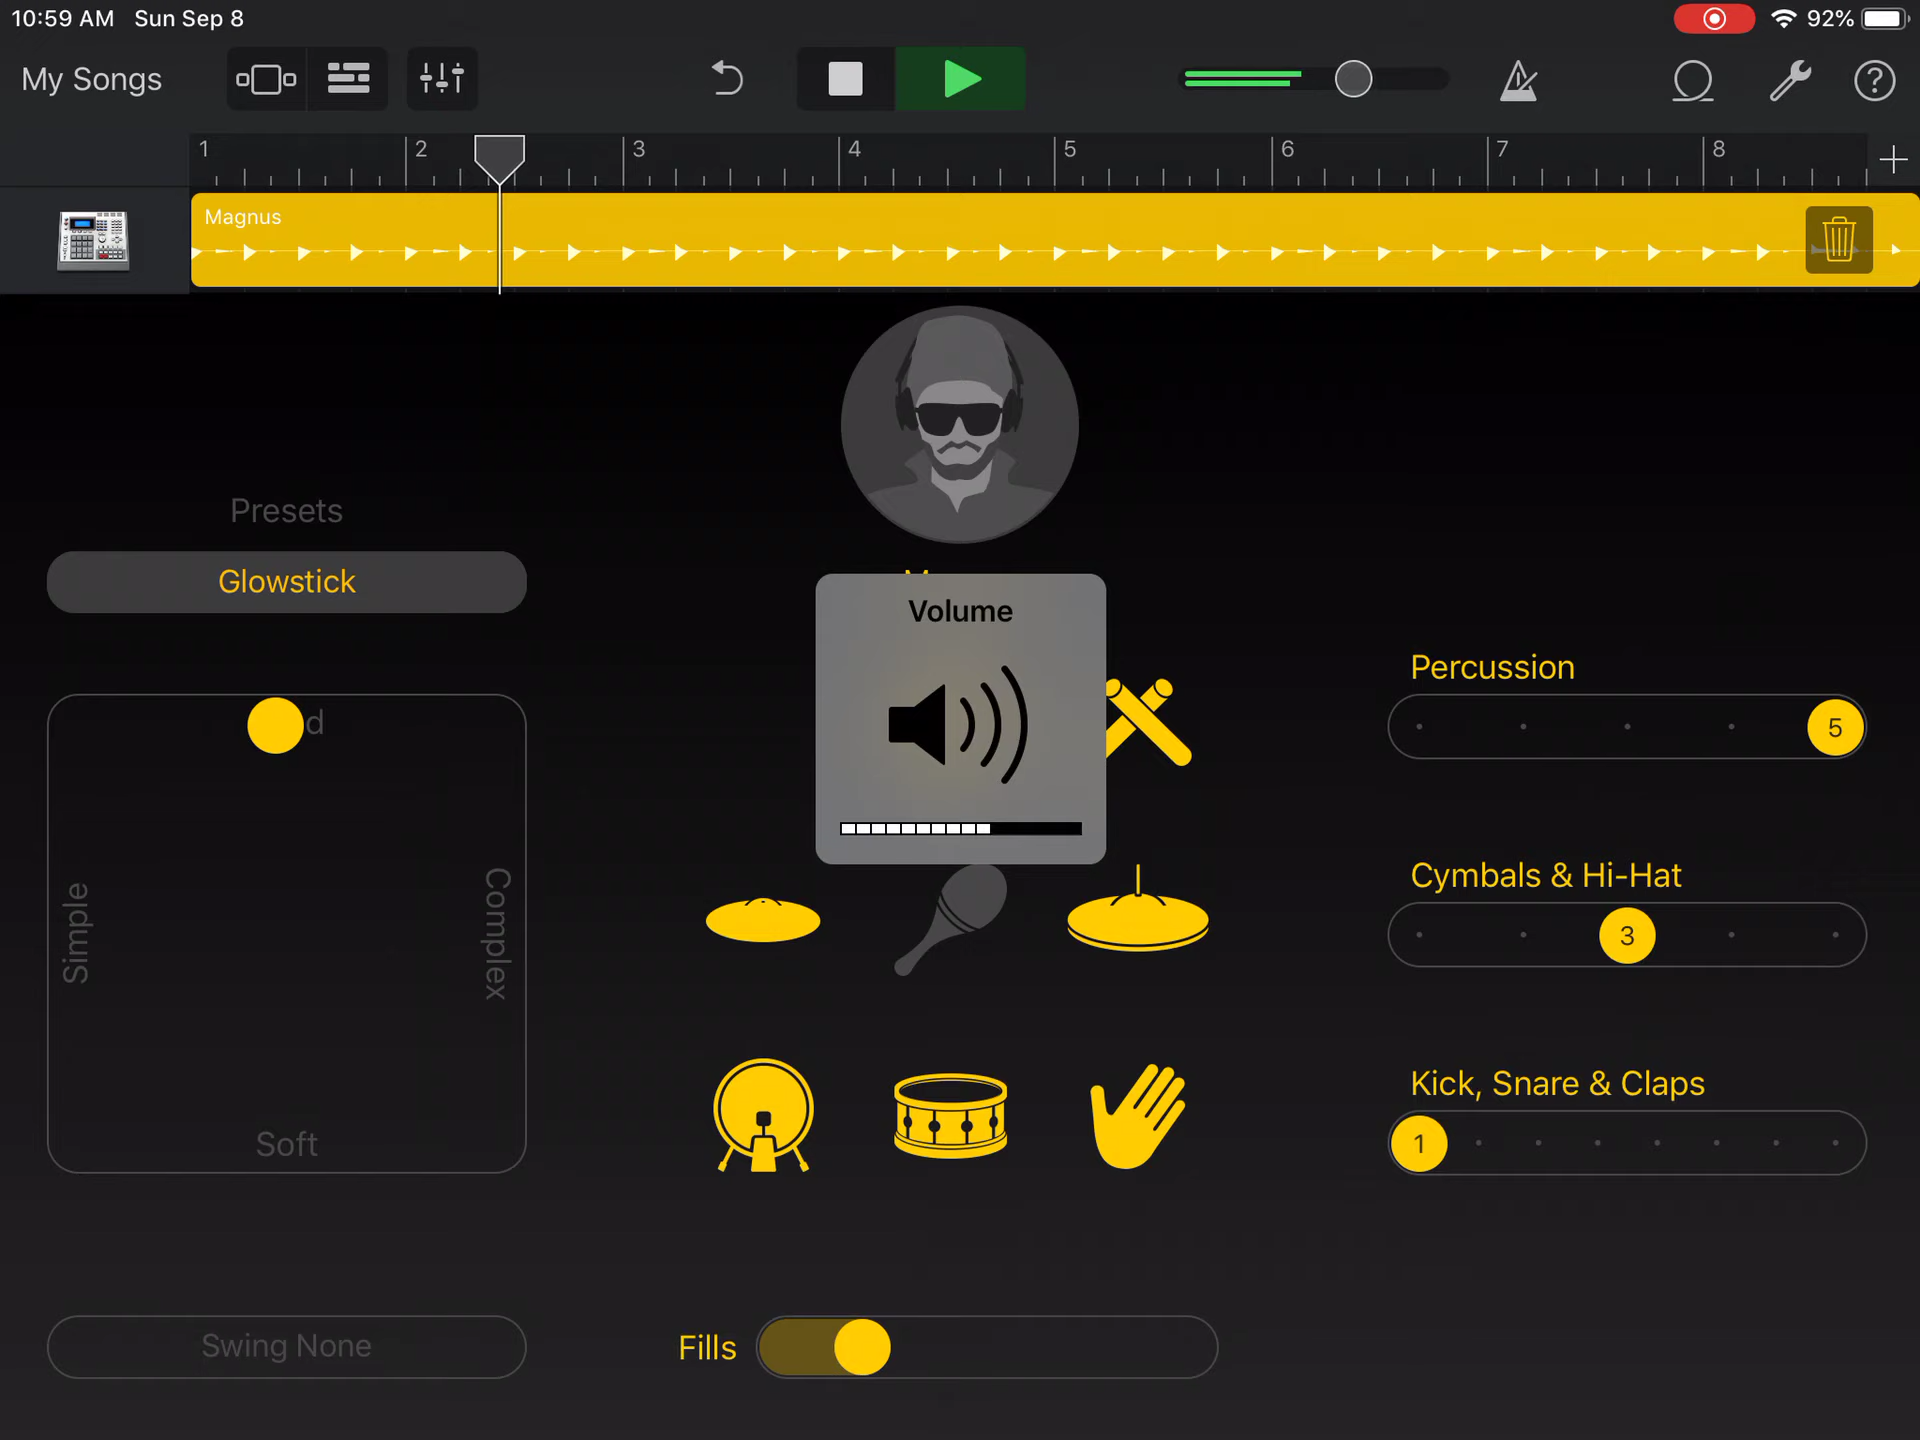 10:59 AM Sun Sep 8 92%
My Songs
1 2 3 4 5 6 7 8
Magnus
Presets
Glowstick
Volume
Percussion
5
Simple
Complex
Soft
Cymbals & Hi-Hat
3
Kick, Snare & Claps
1
Swing None
Fills